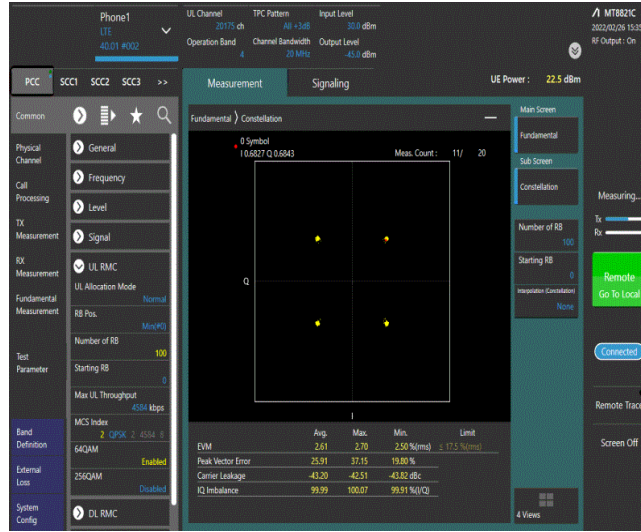 Phone1
LTE
40.01 #002
UL Channel
20175 ch
TPC Pattern
All +3dB
Input Level
30.0 dBm
Operation Band
4
Channel Bandwidth
20 MHz
Output Level
-45.0 dBm
MT8821C
2022/02/26 15:35
RF Output : On
PCC SCC1 SCC2 SCC3 >>
Measurement Signaling UE Power : 22.5 dBm
Common
Physical Channel
Call Processing
TX Measurement
RX Measurement
Fundamental Measurement
Test Parameter
Band Definition
External Loss
System Config
General
Frequency
Level
Signal
UL RMC
UL Allocation Mode
Normal
RB Pos.
Min(#0)
Number of RB
100
Starting RB
0
Max UL Throughput
4584 kbps
MCS Index
2 QPSK 2 4584 8
64QAM
Enabled
256QAM
Disabled
DL RMC
Fundamental 〉 Constellation
0 Symbol
I 0.6827 Q 0.6843
Meas. Count : 11/ 20
Q
I
Avg. Max. Min. Limit
EVM 2.61 2.70 2.50 %(rms) ± 17.5 %(rms)
Peak Vector Error 25.91 37.15 19.80 %
Carrier Leakage -43.20 -42.51 -43.82 dBc
IQ Imbalance 99.99 100.07 99.91 %(I/Q)
Main Screen
Fundamental
Sub Screen
Constellation
Number of RB
100
Starting RB
0
Interpolation (Constellation)
None
4 Views
Measuring...
Tx
Rx
Remote
Go To Local
Connected
Remote Trac
Screen Off